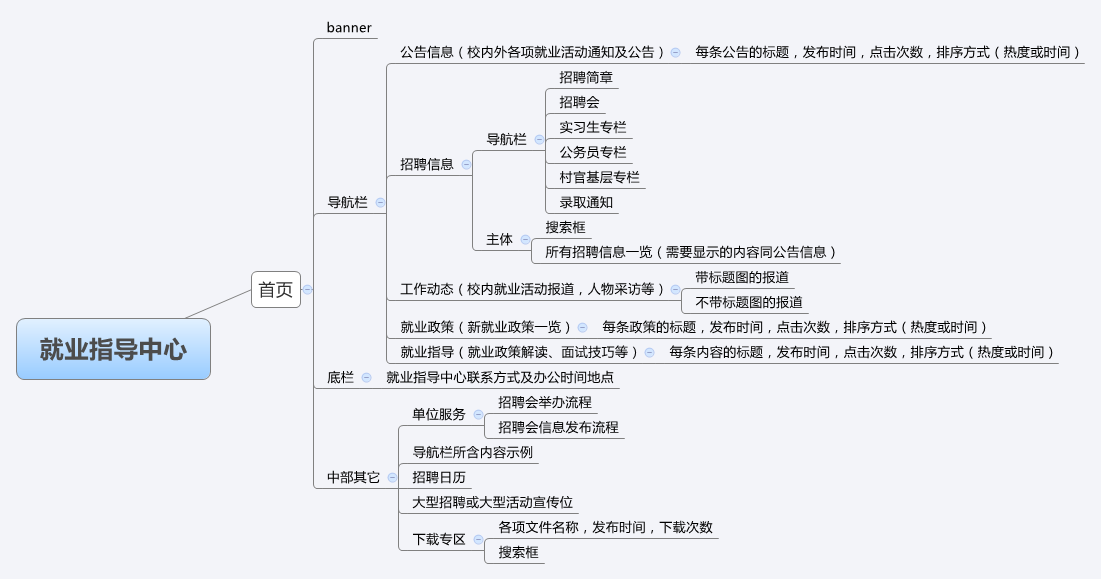 banner
公告信息（校内外各项就业活动通知及公告）
每条公告的标题，发布时间，点击次数，排序方式（热度或时间）
招聘简章
招聘会
导航栏
实习生专栏
公务员专栏
招聘信息
村官基层专栏
导航栏
录取通知
搜索框
主体
所有招聘信息一览（需要显示的内容同公告信息）
带标题图的报道
首页
工作动态（校内就业活动报道，人物采访等）
不带标题图的报道
就业政策（新就业政策一览）
每条政策的标题，发布时间，点击次数，排序方式（热度或时间）
就业指导中心
就业指导（就业政策解读、面试技巧等）
每条内容的标题，发布时间，点击次数，排序方式（热度或时间）
底栏
就业指导中心联系方式及办公时间地点
招聘会举办流程
单位服务
招聘会信息发布流程
导航栏所含内容示例
中部其它
招聘日历
大型招聘或大型活动宣传位
各项文件名称，发布时间，下载次数
下载专区
搜索框